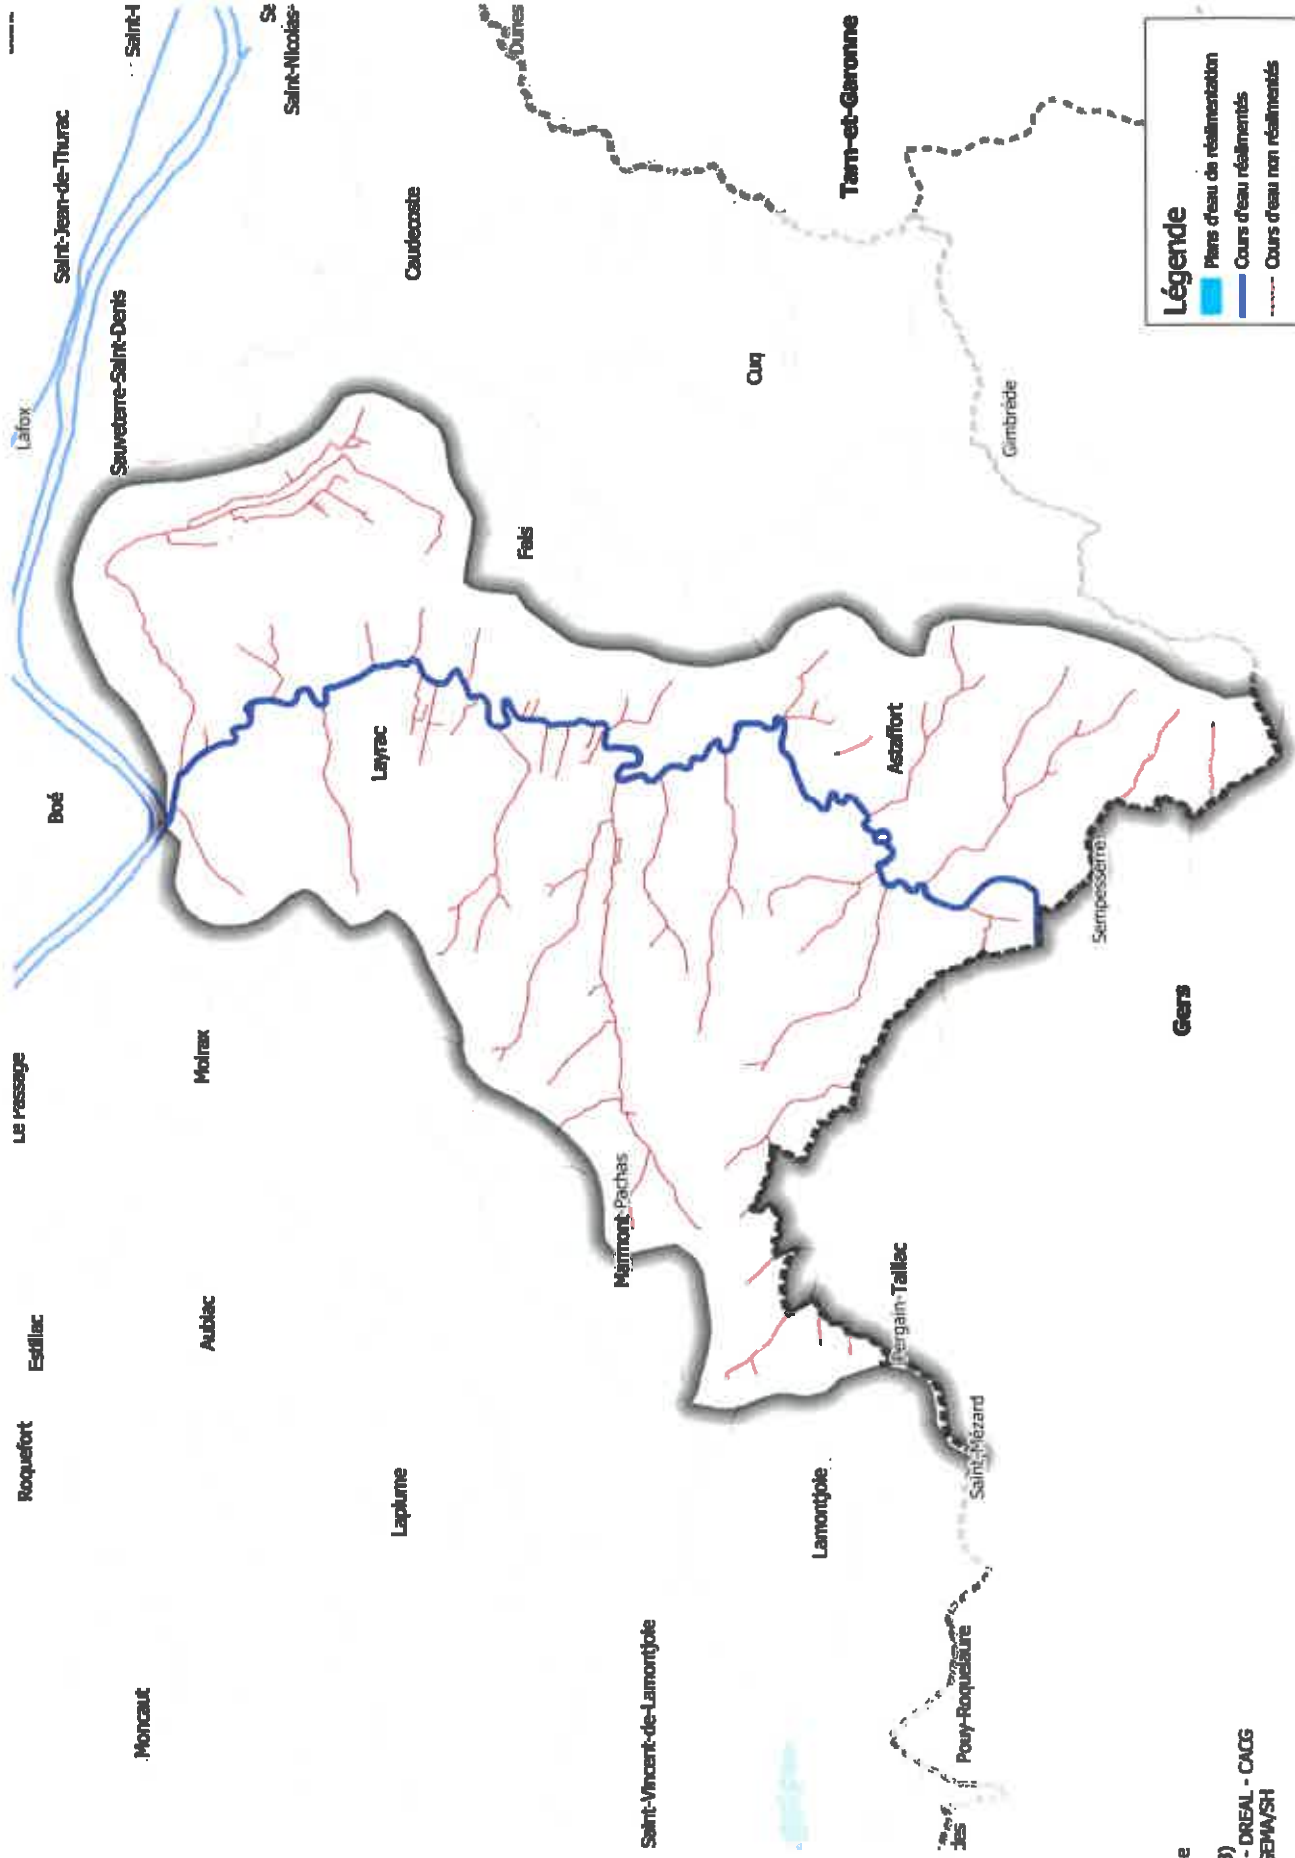 Moncaut
Roquefort
Estillac
Le Passage
Boé
Lafox
Saint-Jean-de-Thurac
Sauveterre-Saint-Denis
Saint-Nicolas-
Aubiac
Moirax
Laplume
Layrac
Caudecoste
Fals
Saint-Vincent-de-Lamontjoie
Marmont-Pachas
Cuq
Dunes
Tarn-et-Garonne
Lamontjoie
Pergain-Taillac
Astaffort
Pouy-Roquelaure
Saint-Mézard
Gimbrède
Sempesserre
Gers
Légende
Plans d'eau de réalimentation
Cours d'eau réalimentés
Cours d'eau non réalimentés
- DREAL - CACG